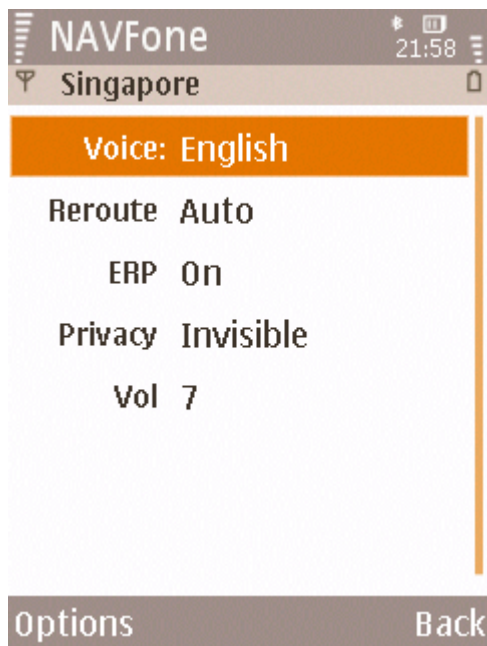 NAVFone
21:58
Singapore
Voice: English
Reroute Auto
ERP On
Privacy Invisible
Vol 7
Options Back